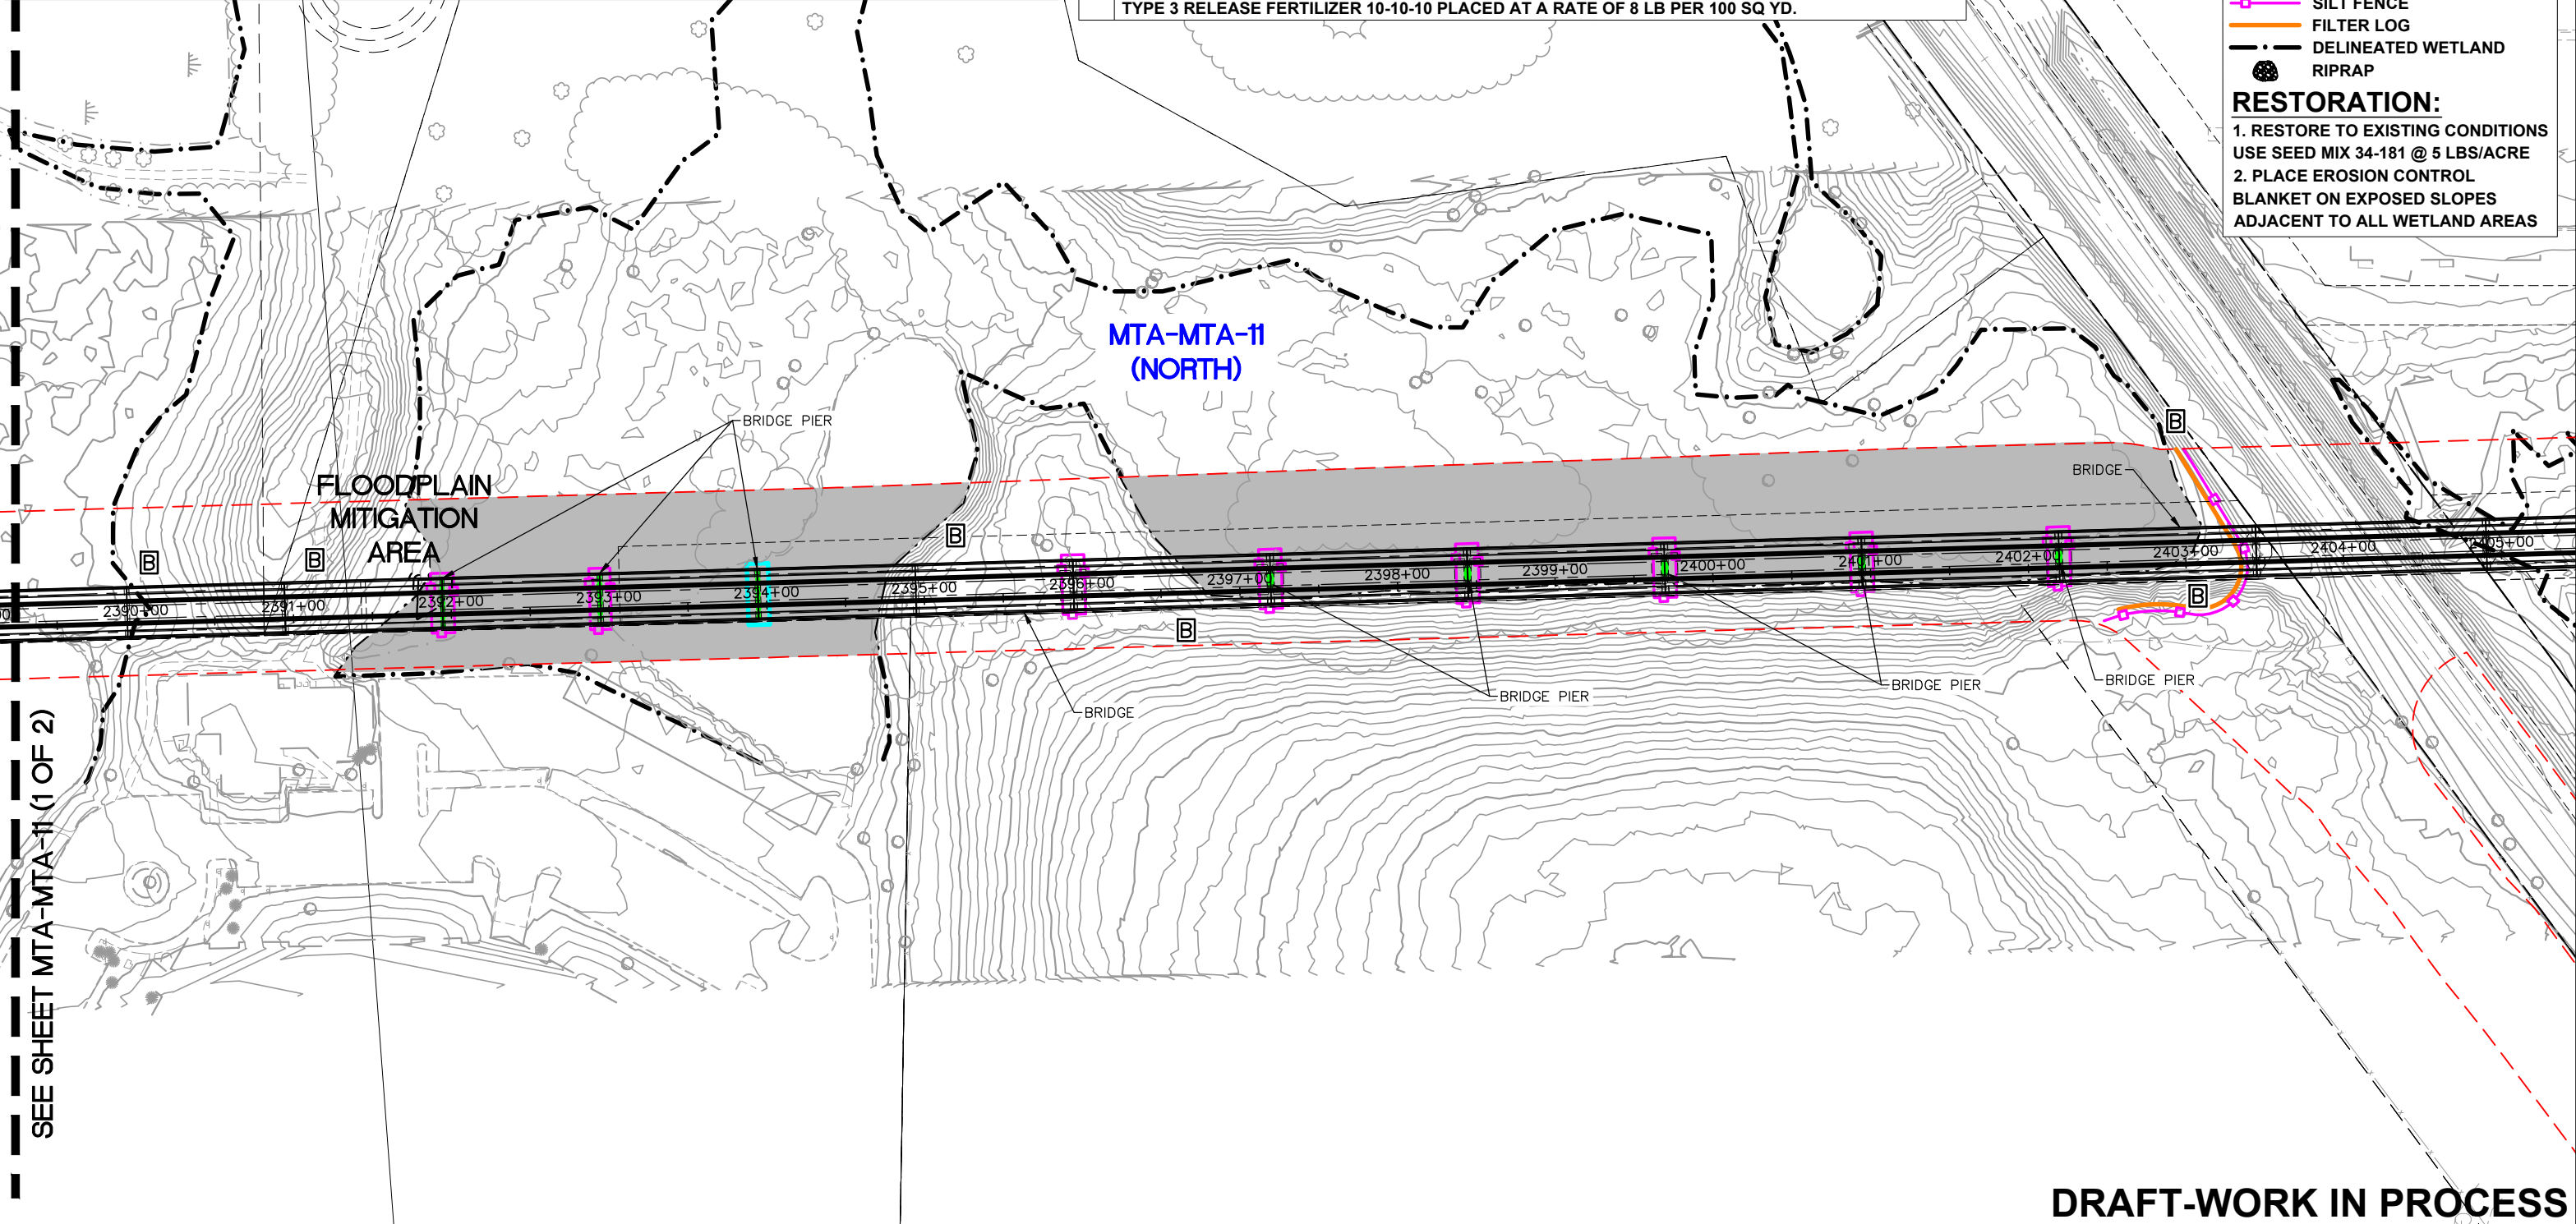 TYPE 3 RELEASE FERTILIZER 10-10-10 PLACED AT A RATE OF 8 LB PER 100 SQ YD.
SILT FENCE
FILTER LOG
DELINEATED WETLAND
RIPRAP
RESTORATION:
1. RESTORE TO EXISTING CONDITIONS
USE SEED MIX 34-181 @ 5 LBS/ACRE
2. PLACE EROSION CONTROL
BLANKET ON EXPOSED SLOPES
ADJACENT TO ALL WETLAND AREAS
MTA-MTA-11
(NORTH)
BRIDGE PIER
B
BRIDGE
FLOODPLAIN
MITIGATION
AREA
B
B
B
2390+00
2391+00
2392+00
2393+00
2394+00
2395+00
2396+00
2397+00
2398+00
2399+00
2400+00
2401+00
2402+00
2403+00
2404+00
2405+00
B
B
BRIDGE
BRIDGE PIER
BRIDGE PIER
BRIDGE PIER
SEE SHEET MTA-MTA-11 (1 OF 2)
DRAFT-WORK IN PROCESS